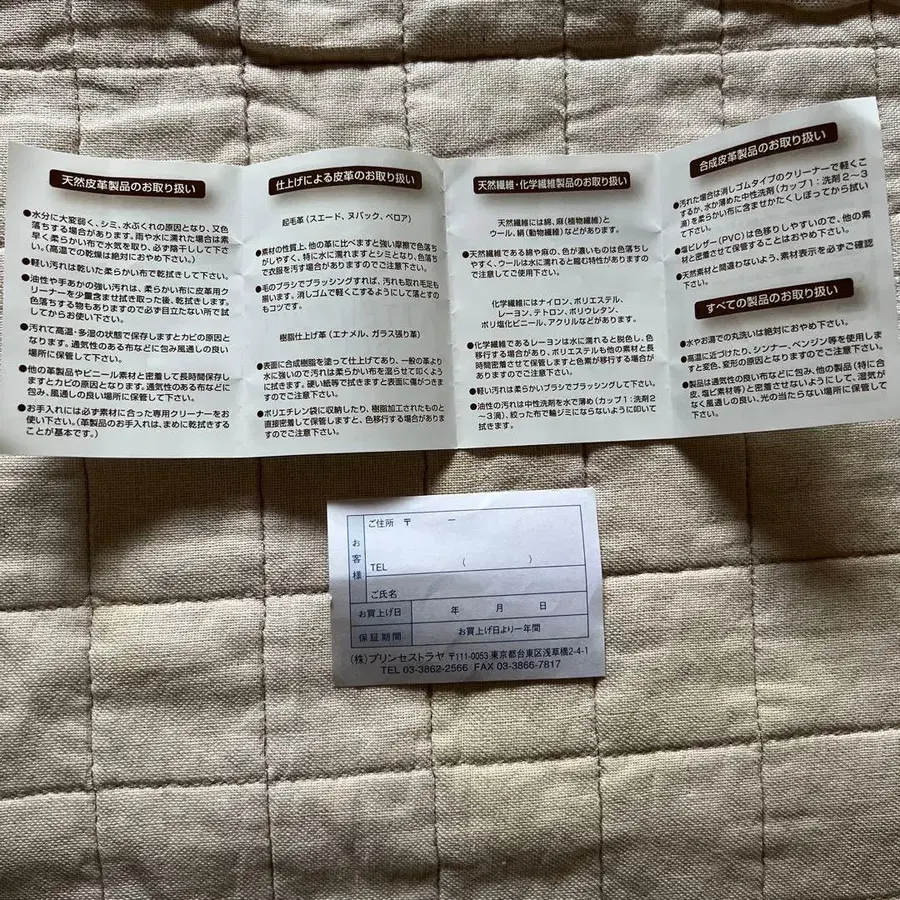 天然皮革製品のお取り扱い
●水分に大変弱く、シミ、水ぶくれの原因となり、又色
落ちする場合があります。雨や水に濡れた場合は素
早く柔らかい布で水気を取り、必ず陰干しして下さ
い。(高温での乾燥は絶対におやめ下さい。)
●軽い汚れは乾いた柔らかい布で乾拭きして下さい。
●油性や手あかの強い汚れは、柔らかい布に皮革用ク
リーナーを少量含ませ拭き取った後、乾拭きします。
色落ちする物もありますので必ず目立たない所で試
してからお使い下さい。
●汚れて高温・多湿の状態で保存しますとカビの原因と
なります。通気性のある布などに包み風通しの良い
場所に保管して下さい。
●他の革製品やビニール素材と密着して長時間保存し
ますとカビの原因となります。通気性のある布などに
包み、風通しの良い場所に保管して下さい。
●お手入れには必ず素材に合った専用クリーナーをお
使い下さい。(革製品のお手入れは、まめに乾拭きする
ことが基本です。)
仕上げによる皮革のお取り扱い
起毛革(スエード、ヌバック、ベロア)
●素材の性質上、他の革に比べますと強い摩擦で色落ち
がしやすく、特に水に濡れますとシミとなり、色落ち
で衣服を汚す場合がありますのでご注意下さい。
●毛のブラシでブラッシングすれば、汚れも取れ毛足も
揃います。消しゴムで軽くこするようにして落とすの
もコツです。
樹脂仕上げ革(エナメル、ガラス張り革)
●表面に合成樹脂を塗って仕上げてあり、一般の革より
水に強いので汚れは柔らかい布を湿らせて叩くよう
に拭きます。硬い紙等で拭きますと表面に傷がつきま
すのでご注意下さい。
●ポリエチレン袋に収納したり、樹脂加工されたものと
直接密着して保管しますと、色移行する場合がありま
すのでご注意下さい。
天然繊維・化学繊維製品のお取り扱い
天然繊維には綿、麻(植物繊維)と
ウール、絹(動物繊維)などがあります。
●天然繊維である綿や麻の、色が濃いものは色落ちし
やすく、ウールは水に濡れると縮む特性がありますので
注意してご使用下さい。
化学繊維にはナイロン、ポリエステル、
レーヨン、テトロン、ポリウレタン、
ポリ塩化ビニール、アクリルなどがあります。
●化学繊維であるレーヨンは水に濡れると脱色し、色
移行する場合があり、ポリエステルも他の素材と長時
間密着させて保管しますと色素が移行する場合が
ありますのでご注意下さい。
●軽い汚れは柔らかいブラシでブラッシングして下さい。
●油性の汚れは中性洗剤を水で薄め(カップ1:洗剤2
〜3滴)、絞った布で輪ジミにならないように叩いて
拭きます。
合成皮革製品のお取り扱い
●汚れた場合は消しゴムタイプのクリーナーで軽くこ
するか、水か薄めた中性洗剤(カップ1:洗剤2〜3
滴)を柔らかい布に含ませかたくしぼってから拭い
て下さい。
●塩ビレザー(PVC)は色移りしやすいので、他の素
材と密着させて保管することはおやめ下さい。
●天然素材と間違わないよう、素材表示を必ずご確認
下さい。
すべての製品のお取り扱い
●水やお湯での丸洗いは絶対におやめ下さい。
●高温に近づけたり、シンナー、ベンジン等を使用しま
すと変色、変形の原因となりますのでご注意下さい。
●製品は通気性の良い布などに包み、他の製品(特に合
皮、塩ビ素材等)と密着させないようにして、湿気が
なく風通しの良い、光の当たらない場所に保管して
下さい。
お客様
ご住所 〒 ー
TEL ( )
ご氏名
お買上げ日 年 月 日
保証期間 お買上げ日より一年間
(株)プリンセストラヤ 〒111-0053 東京都台東区浅草橋2-4-1
TEL 03-3862-2566 FAX 03-3866-7817